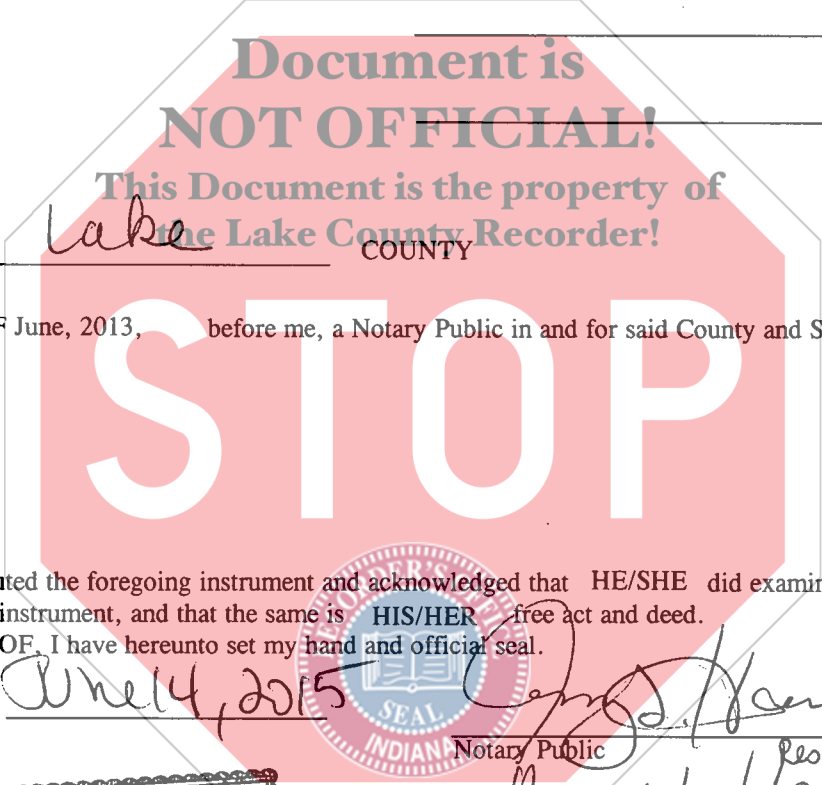 Document is
NOT OFFICIAL!
This Document is the property of
the Lake County Recorder!
Lake COUNTY
June, 2013, before me, a Notary Public in and for said County and S
STOP
ted the foregoing instrument and acknowledged that HE/SHE did examin
instrument, and that the same is HIS/HER free act and deed.
OF, I have hereunto set my hand and official seal.
June 14, 2015
RECORDER'S OFFICE
SEAL
INDIANA
Notary Public
Res